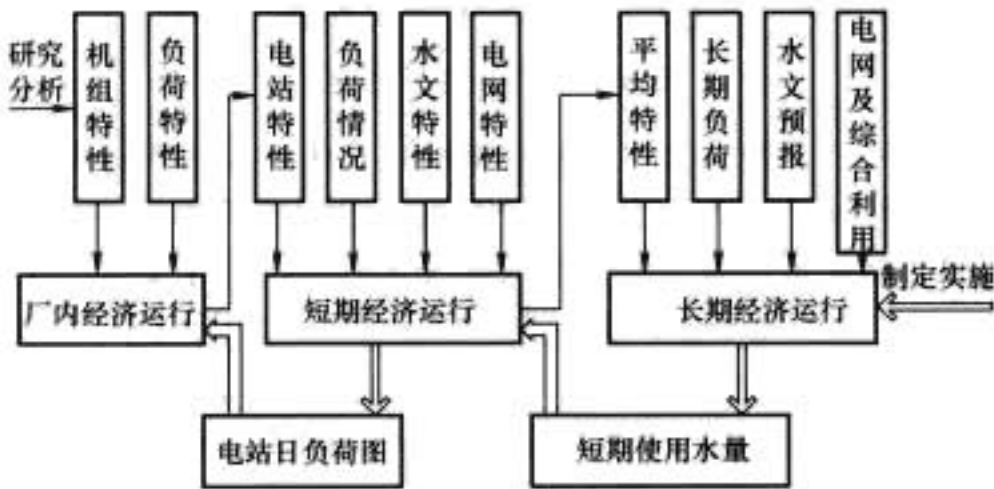 研究
分析
机组特性
负荷特性
电站特性
负荷情况
水文特性
电网特性
平均特性
长期负荷
水文预报
电网及综合利用
制定实施
厂内经济运行
短期经济运行
长期经济运行
电站日负荷图
短期使用水量